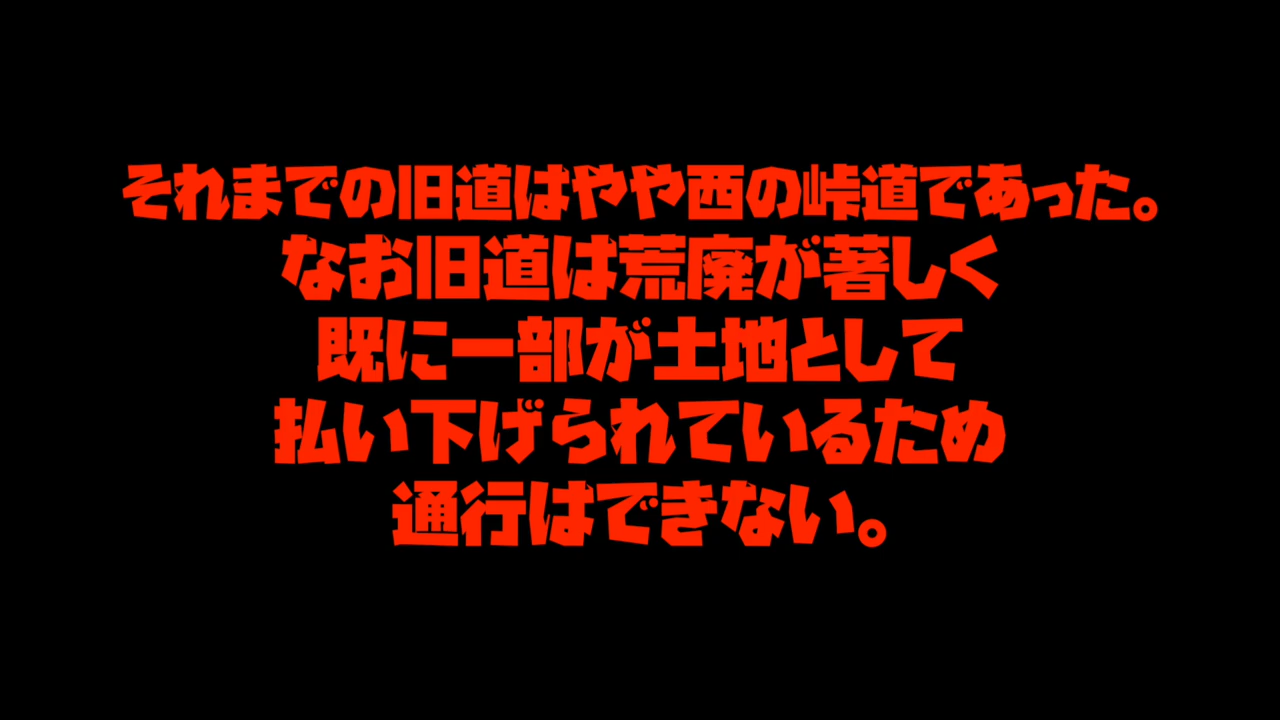 それまでの旧道はやや西の峠道であった。
なお旧道は荒廃が著しく
既に一部が土地として
払い下げられているため
通行はできない。